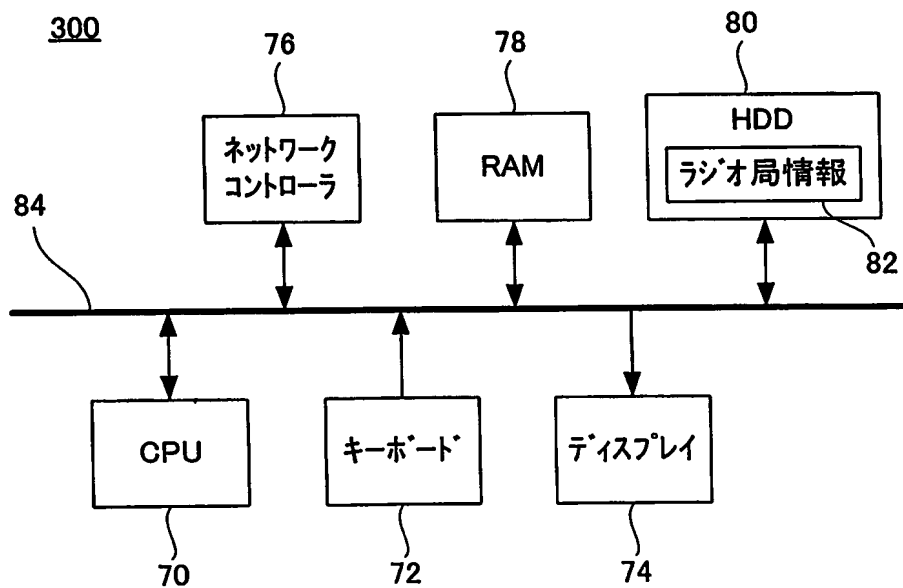 300
76
78
80
ネットワーク
コントローラ
RAM
HDD
ラジオ局情報
84
82
CPU
キーボード
ディスプレイ
70
72
74